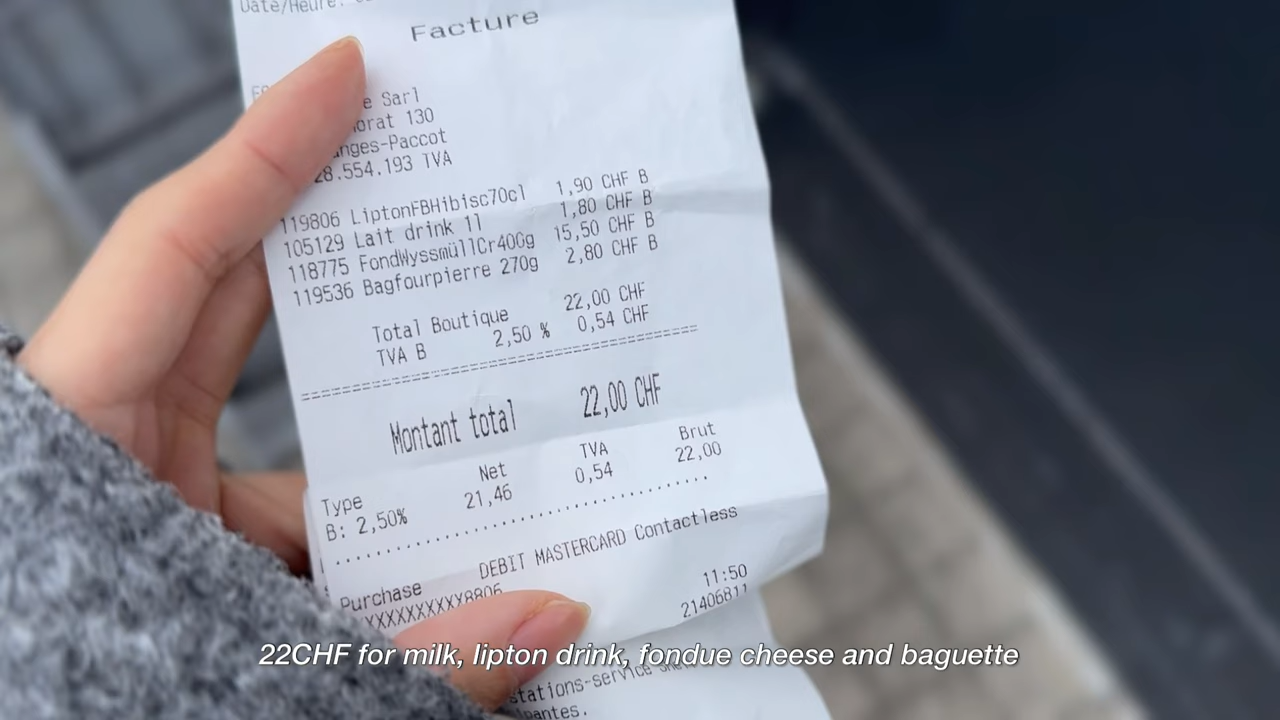 Date/Heure:
Facture
e Sarl
orat 130
nges-Paccot
28.554.193 TVA
119806 LiptonFBHibisc70cl 1,90 CHF B
105129 Lait drink 1l 1,80 CHF B
118775 FondWyssmüllCr400g 15,50 CHF B
119536 Bagfourpierre 270g 2,80 CHF B
Total Boutique 22,00 CHF
TVA B 2,50 % 0,54 CHF
Montant total 22,00 CHF
Type Net TVA Brut
B: 2,50% 21,46 0,54 22,00
DEBIT MASTERCARD Contactless
Purchase 11:50
XXXXXXXXX8806 21406811
22CHF for milk, lipton drink, fondue cheese and baguette
stations-service